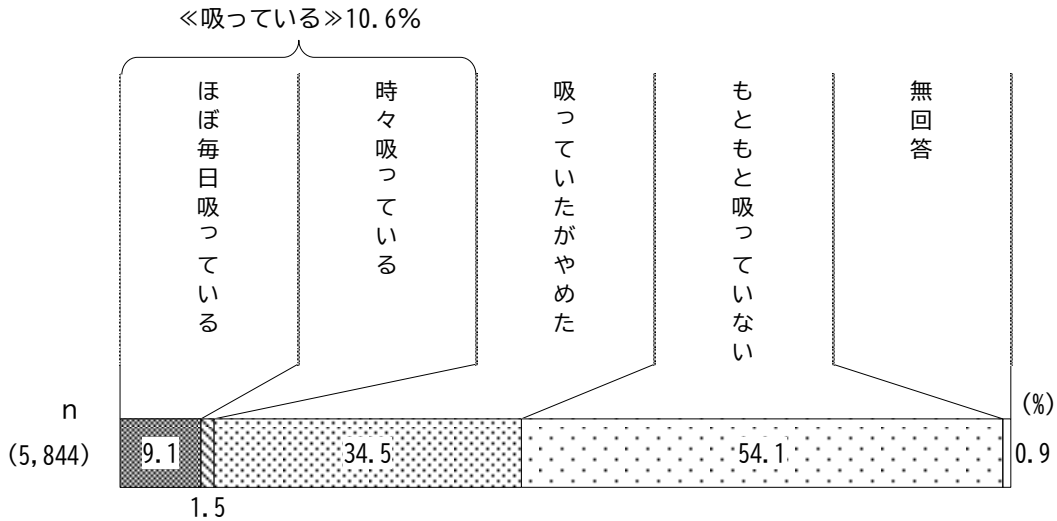 ≪吸っている≫10.6%
ほぼ毎日吸っている
時々吸っている
吸っていたがやめた
もともと吸っていない
無回答
n
(%)
(5,844)
9.1
34.5
54.1
0.9
1.5